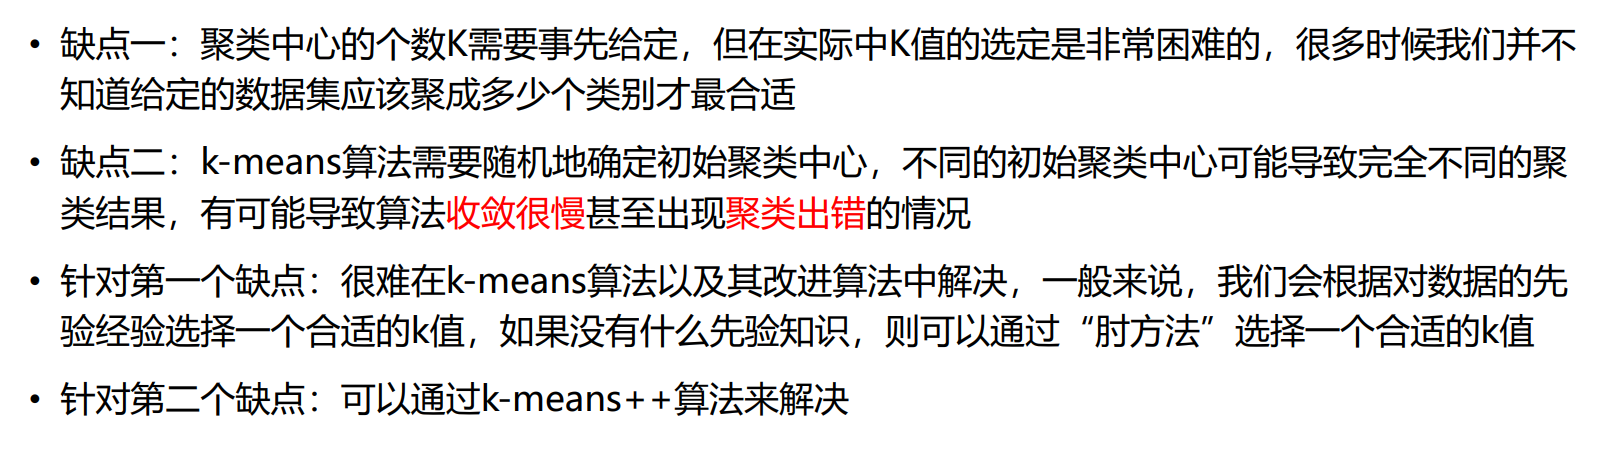 • 缺点一：聚类中心的个数K需要事先给定，但在实际中K值的选定是非常困难的，很多时候我们并不
知道给定的数据集应该聚成多少个类别才最合适
• 缺点二：k-means算法需要随机地确定初始聚类中心，不同的初始聚类中心可能导致完全不同的聚
类结果，有可能导致算法收敛很慢甚至出现聚类出错的情况
• 针对第一个缺点：很难在k-means算法以及其改进算法中解决，一般来说，我们会根据对数据的先
验经验选择一个合适的k值，如果没有什么先验知识，则可以通过“肘方法”选择一个合适的k值
• 针对第二个缺点：可以通过k-means++算法来解决